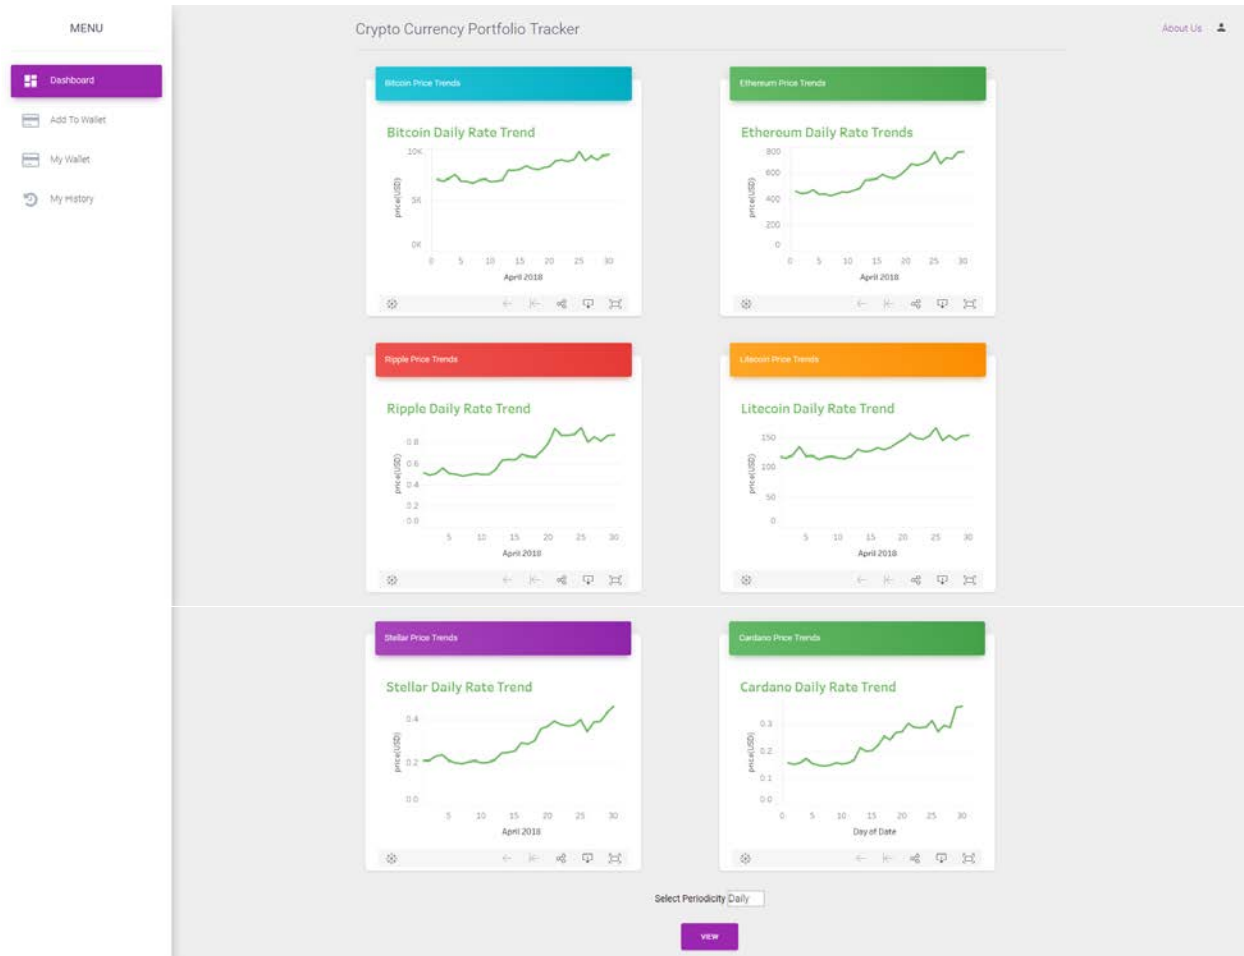 MENU
Dashboard
Add To Wallet
My Wallet
My History
Crypto Currency Portfolio Tracker
About Us
Bitcoin Price Trends
Bitcoin Daily Rate Trend
price(USD)
10K
5K
0K
0 5 10 15 20 25 30
April 2018
Ethereum Price Trends
Ethereum Daily Rate Trends
price(USD)
800
600
400
200
0
0 5 10 15 20 25 30
April 2018
Ripple Price Trends
Ripple Daily Rate Trend
price(USD)
0.8
0.6
0.4
0.2
0.0
5 10 15 20 25 30
April 2018
Litecoin Price Trends
Litecoin Daily Rate Trend
price(USD)
150
100
50
0
5 10 15 20 25 30
April 2018
Stellar Price Trends
Stellar Daily Rate Trend
price(USD)
0.4
0.2
0.0
5 10 15 20 25 30
April 2018
Cardano Price Trends
Cardano Daily Rate Trend
price(USD)
0.3
0.2
0.1
0.0
0 5 10 15 20 25 30
Day of Date
Select Periodicity Daily
VIEW